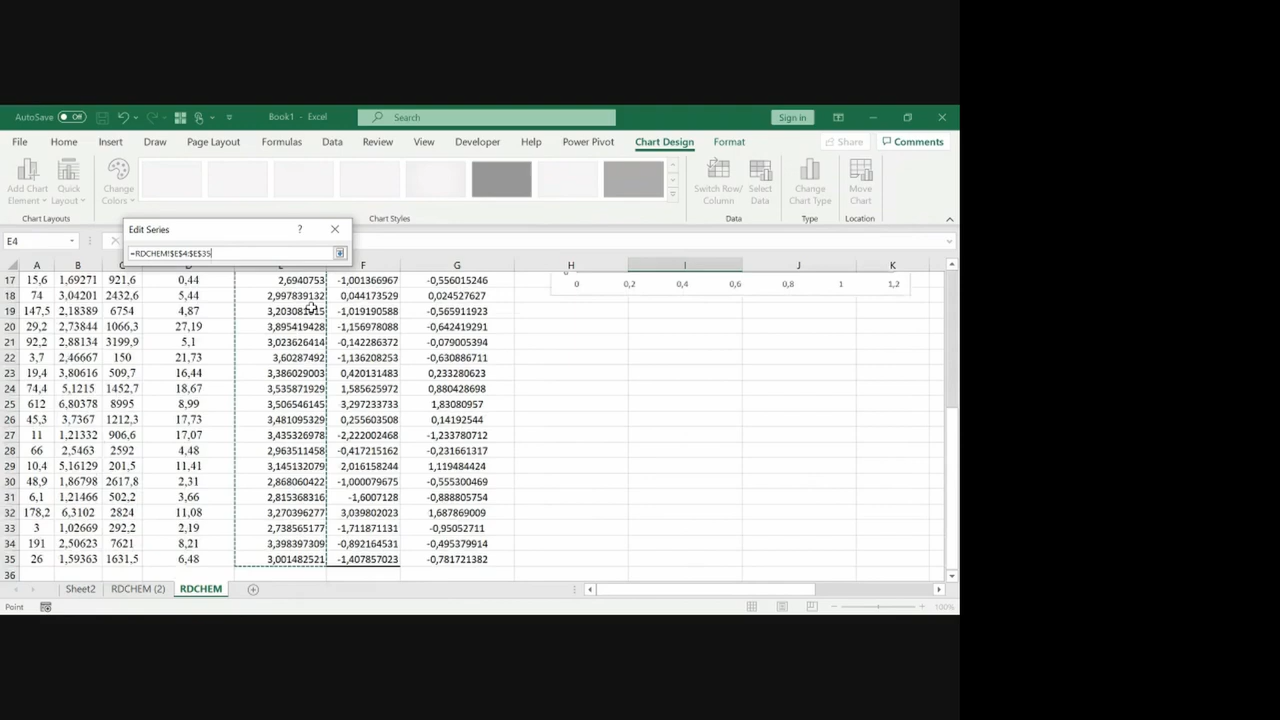 AutoSave Off Book1 - Excel Search Sign in
File Home Insert Draw Page Layout Formulas Data Review View Developer Help Power Pivot Chart Design Format Share Comments
Add Chart Element Quick Layout Change Colors Switch Row/ Column Select Data Change Chart Type Move Chart
Chart Layouts Chart Styles Data Type Location
Edit Series ?
E4
=RDCHEM!$E$4:$E$35
A B F G H I J K
17 15,6 1,69271 921,6 0,44 2,6940753 -1,001366967 -0,556015246 0 0,2 0,4 0,6 0,8 1 1,2
18 74 3,04201 2432,6 5,44 2,997839132 0,044173529 0,024527627
19 147,5 2,18389 6754 4,87 -1,019190588 -0,565911923
20 29,2 2,73844 1066,3 27,19 3,895419428 -1,156978088 -0,642419291
21 92,2 2,88134 3199,9 5,1 3,023626414 -0,142286372 -0,079005394
22 3,7 2,46667 150 21,73 3,60287492 -1,136208253 -0,630886711
23 19,4 3,80616 509,7 16,44 3,386029003 0,420131483 0,233280623
24 74,4 5,1215 1452,7 18,67 3,535871929 1,585625972 0,880428698
25 612 6,80378 8995 8,99 3,506546145 3,297233733 1,83080957
26 45,3 3,7367 1212,3 17,73 3,481095329 0,255603508 0,14192544
27 11 1,21332 906,6 17,07 3,435326978 -2,222002468 -1,233780712
28 66 2,5463 2592 4,48 2,963511458 -0,417215162 -0,231661317
29 10,4 5,16129 201,5 11,41 3,145132079 2,016158244 1,119484424
30 48,9 1,86798 2617,8 2,31 2,868060422 -1,000079675 -0,555300469
31 6,1 1,21466 502,2 3,66 2,815368316 -1,6007128 -0,888805754
32 178,2 6,3102 2824 11,08 3,270396277 3,039802023 1,687869009
33 3 1,02669 292,2 2,19 2,738565177 -1,711871131 -0,95052711
34 191 2,50623 7621 8,21 3,398397309 -0,892164531 -0,495379914
35 26 1,59363 1631,5 6,48 3,001482521 -1,407857023 -0,781721382
36
Sheet2 RDCHEM (2) RDCHEM
Point 100%